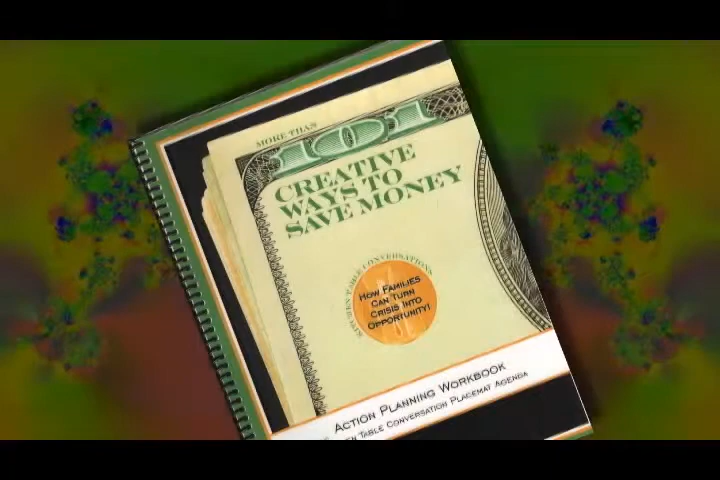 MORE THAN
101
CREATIVE
WAYS TO
SAVE MONEY
KITCHEN TABLE CONVERSATIONS
HOW FAMILIES
CAN TURN
CRISIS INTO
OPPORTUNITY!
ACTION PLANNING WORKBOOK
TABLE CONVERSATION PLACEMAT AGENDA